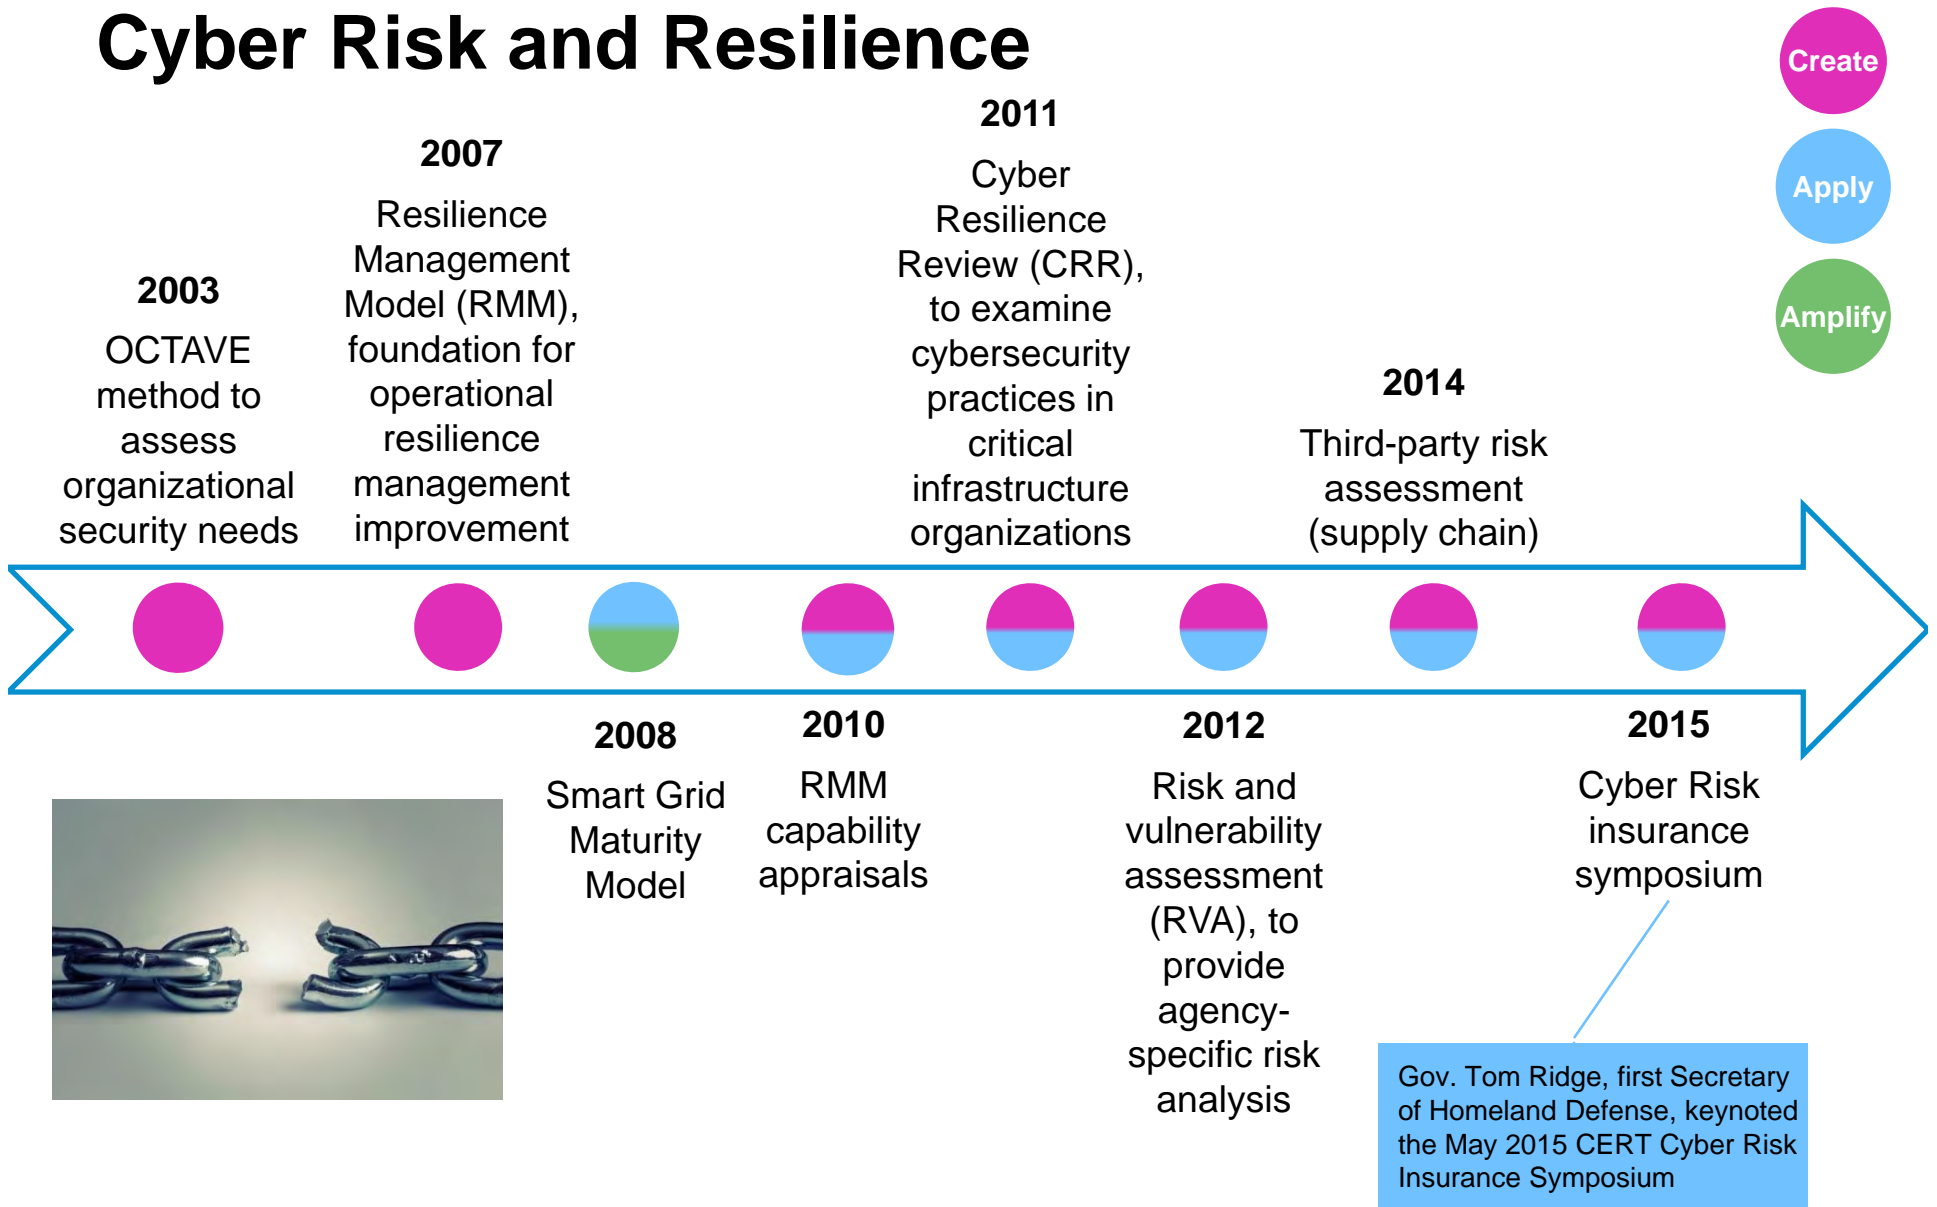 Cyber Risk and Resilience
Create
Apply
Amplify
2003
OCTAVE
method to
assess
organizational
security needs
2007
Resilience
Management
Model (RMM),
foundation for
operational
resilience
management
improvement
2011
Cyber
Resilience
Review (CRR),
to examine
cybersecurity
practices in
critical
infrastructure
organizations
2014
Third-party risk
assessment
(supply chain)
2008
Smart Grid
Maturity
Model
2010
RMM
capability
appraisals
2012
Risk and
vulnerability
assessment
(RVA), to
provide
agency-
specific risk
analysis
2015
Cyber Risk
insurance
symposium
Gov. Tom Ridge, first Secretary
of Homeland Defense, keynoted
the May 2015 CERT Cyber Risk
Insurance Symposium